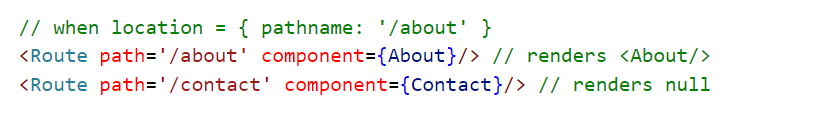 // when location = { pathname: '/about' }
<Route path='/about' component={About}/> // renders <About/>
<Route path='/contact' component={Contact}/> // renders null